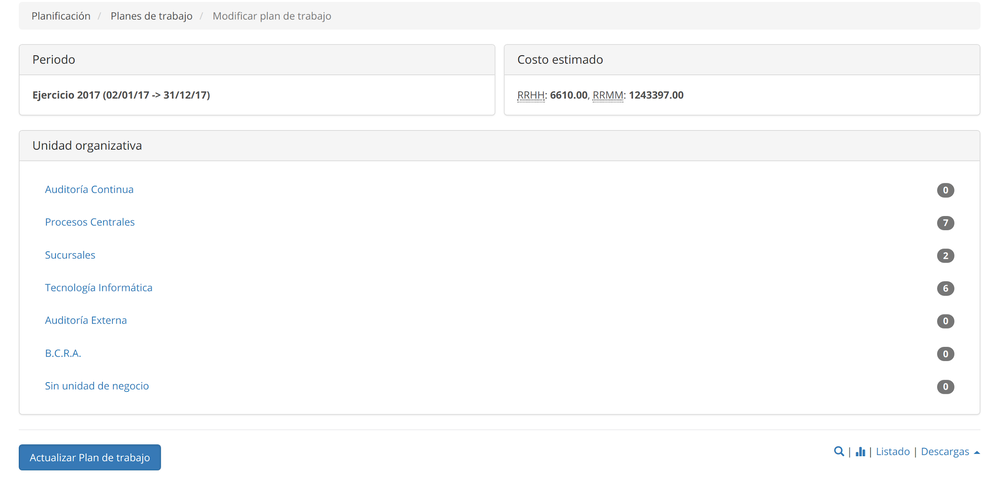 Planificación / Planes de trabajo / Modificar plan de trabajo
Periodo
Ejercicio 2017 (02/01/17 -> 31/12/17)
Costo estimado
RRHH: 6610.00, RRMM: 1243397.00
Unidad organizativa
Auditoría Continua 0
Procesos Centrales 7
Sucursales 2
Tecnología Informática 6
Auditoría Externa 0
B.C.R.A. 0
Sin unidad de negocio 0
Actualizar Plan de trabajo
| | Listado | Descargas